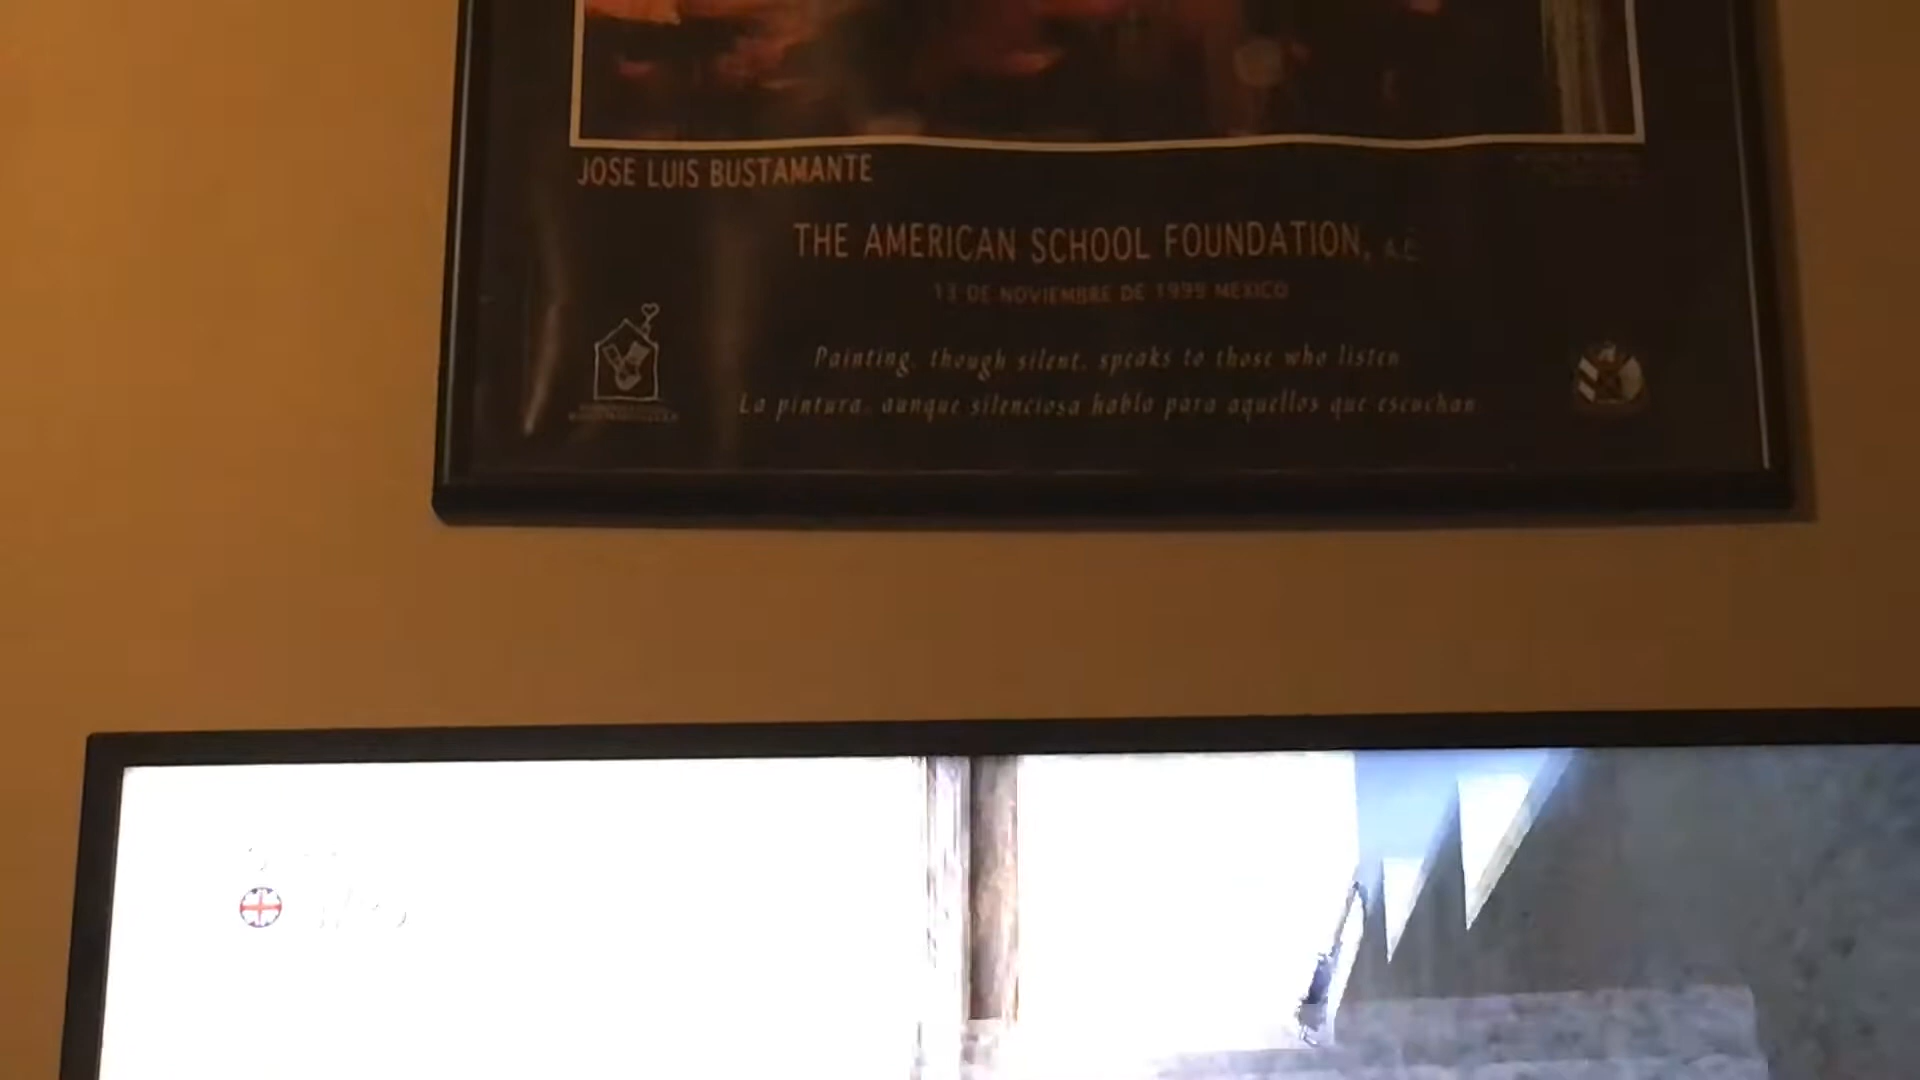 JOSE LUIS BUSTAMANTE
THE AMERICAN SCHOOL FOUNDATION, A.C.
13 DE NOVIEMBRE DE 1999 MEXICO
Painting, though silent, speaks to those who listen
La pintura, aunque silenciosa habla para aquellos que escuchan